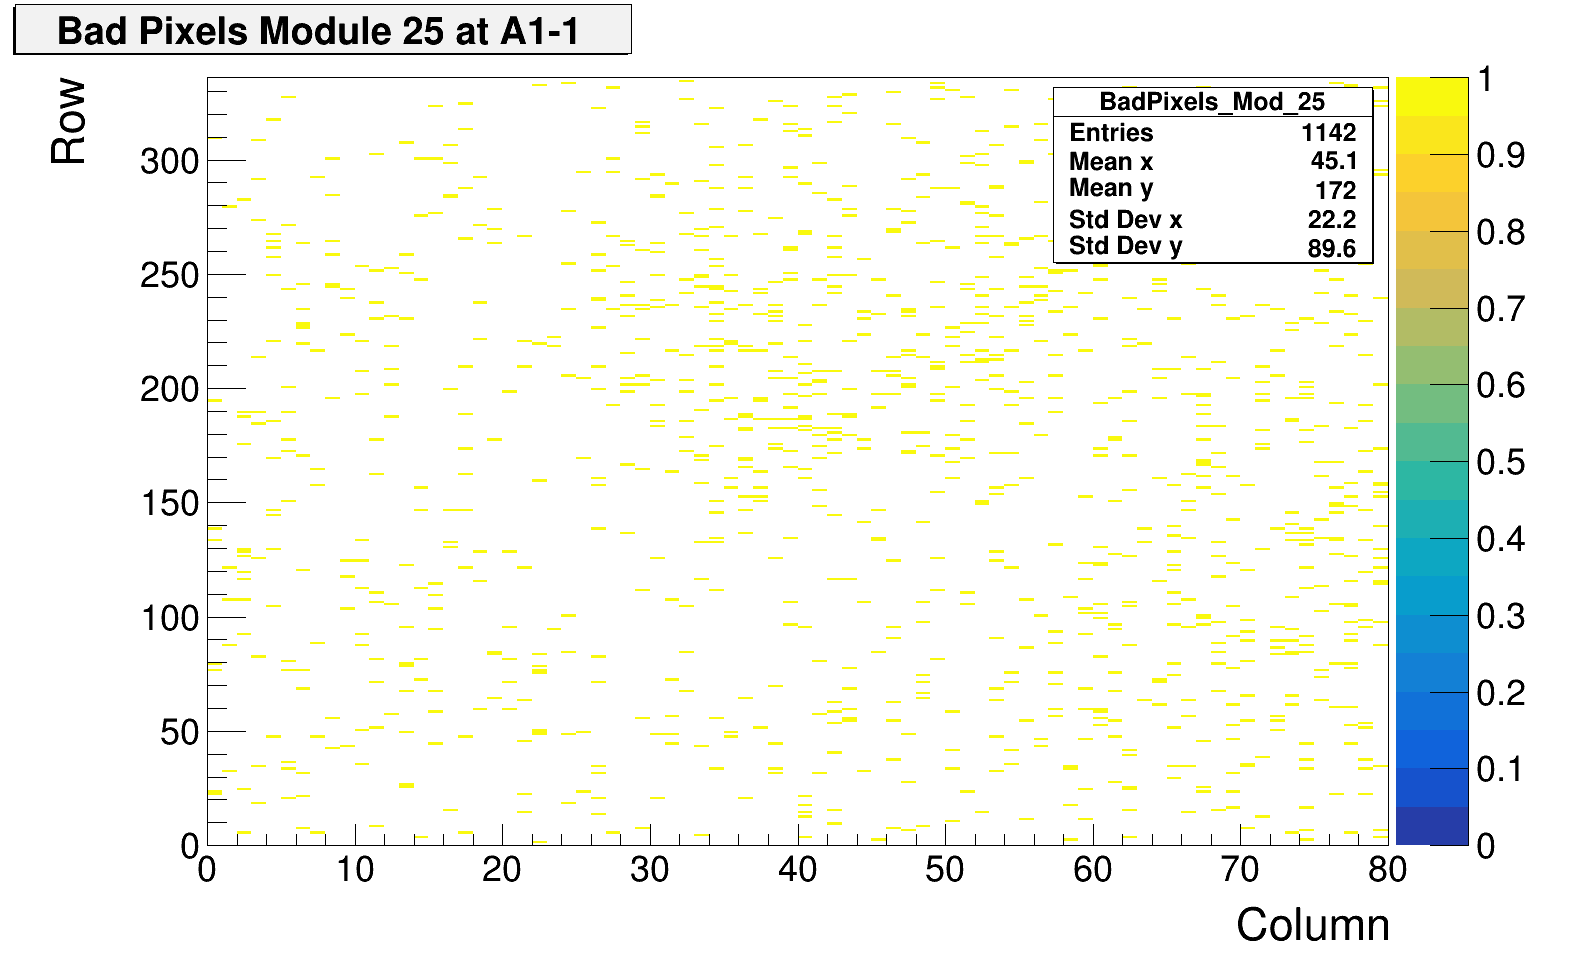 Bad Pixels Module 25 at A1-1
Row
BadPixels_Mod_25
Entries 1142
Mean x 45.1
Mean y 172
Std Dev x 22.2
Std Dev y 89.6
300
250
200
150
100
50
0
0 10 20 30 40 50 60 70 80
Column
1
0.9
0.8
0.7
0.6
0.5
0.4
0.3
0.2
0.1
0